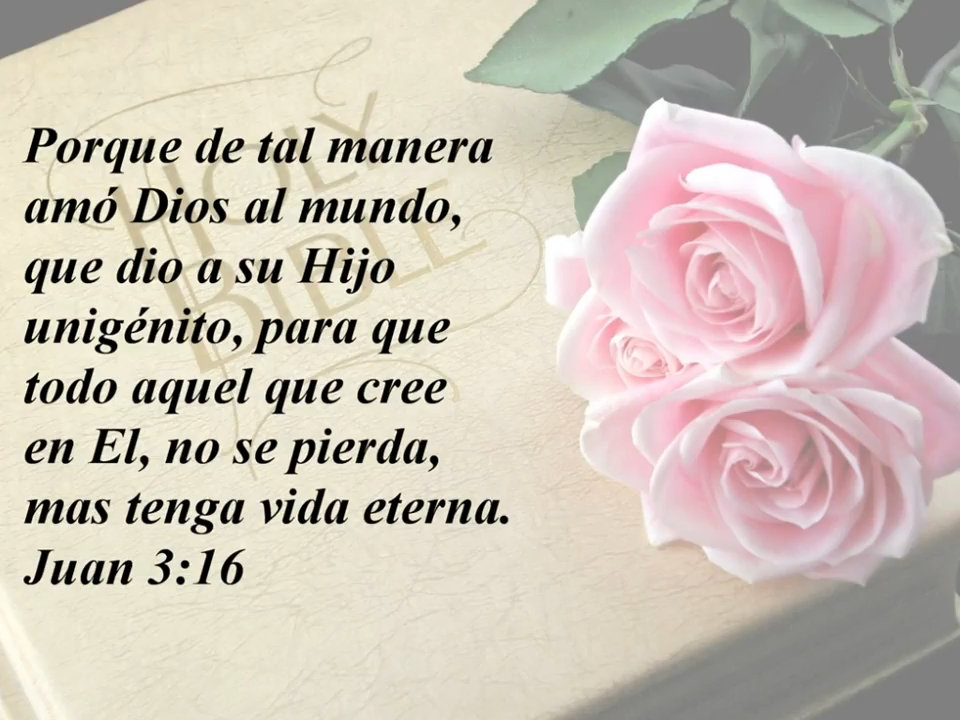 Porque de tal manera
amó Dios al mundo,
que dio a su Hijo
unigénito, para que
todo aquel que cree
en El, no se pierda,
mas tenga vida eterna.
Juan 3:16
HOLY
BIBLE